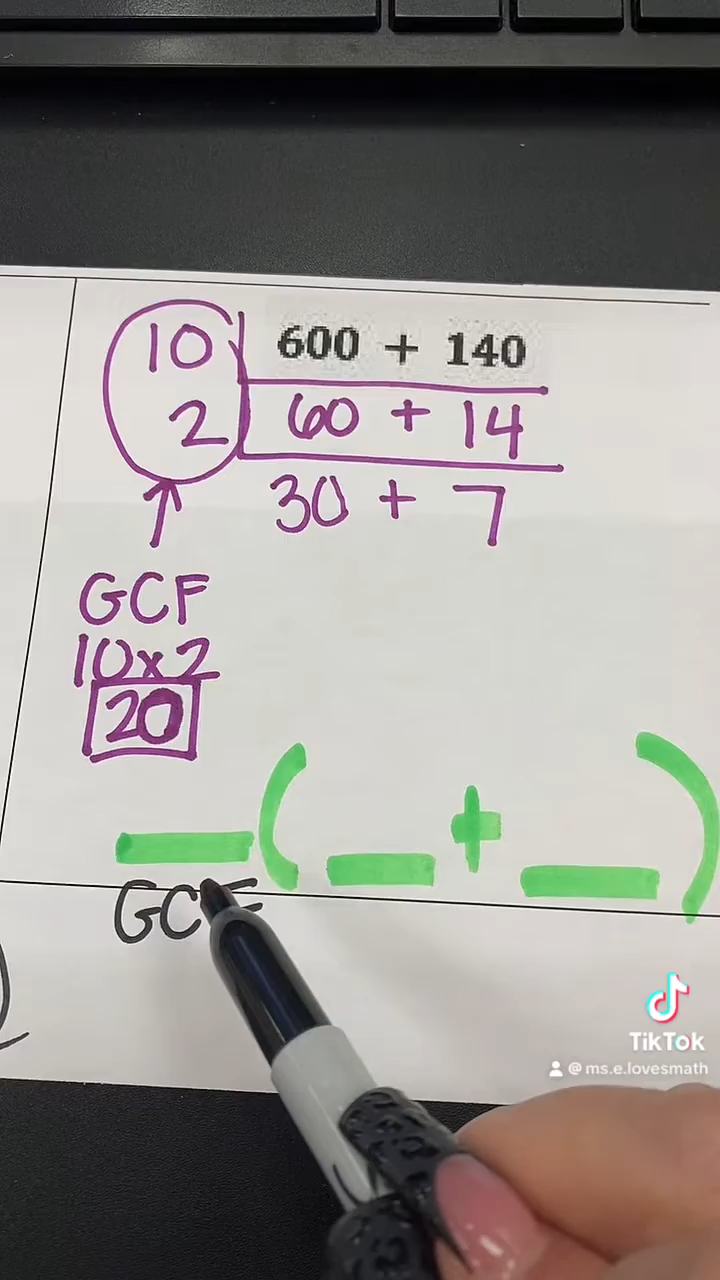 10 600 + 140
2 60 + 14
30 + 7
GCF
10x2
20
( + )
GCF
TikTok
@ms.e.lovesmath